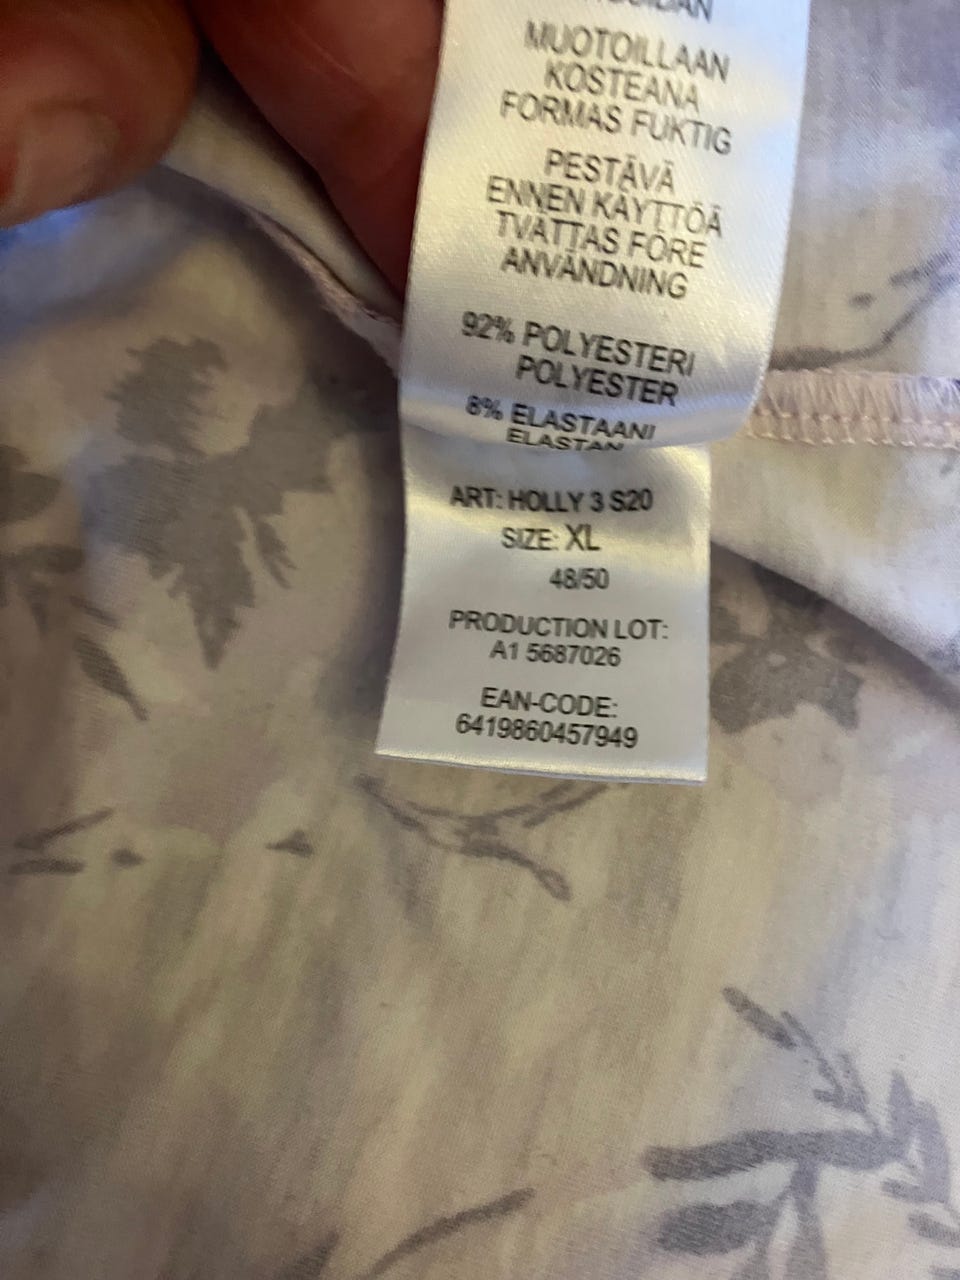 MUOTOILLAAN
KOSTEANA
FORMAS FUKTIG
PESTÄVÄ
ENNEN KÄYTTÖÄ
TVÄTTAS FÖRE
ANVÄNDNING
92% POLYESTERI
POLYESTER
8% ELASTAANI
ELASTAN
ART: HOLLY 3 S20
SIZE: XL
48/50
PRODUCTION LOT:
A1 5687026
EAN-CODE:
6419860457949